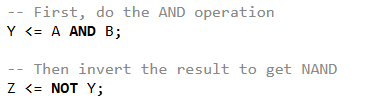 -- First, do the AND operation
Y <= A AND B;
-- Then invert the result to get NAND
Z <= NOT Y;